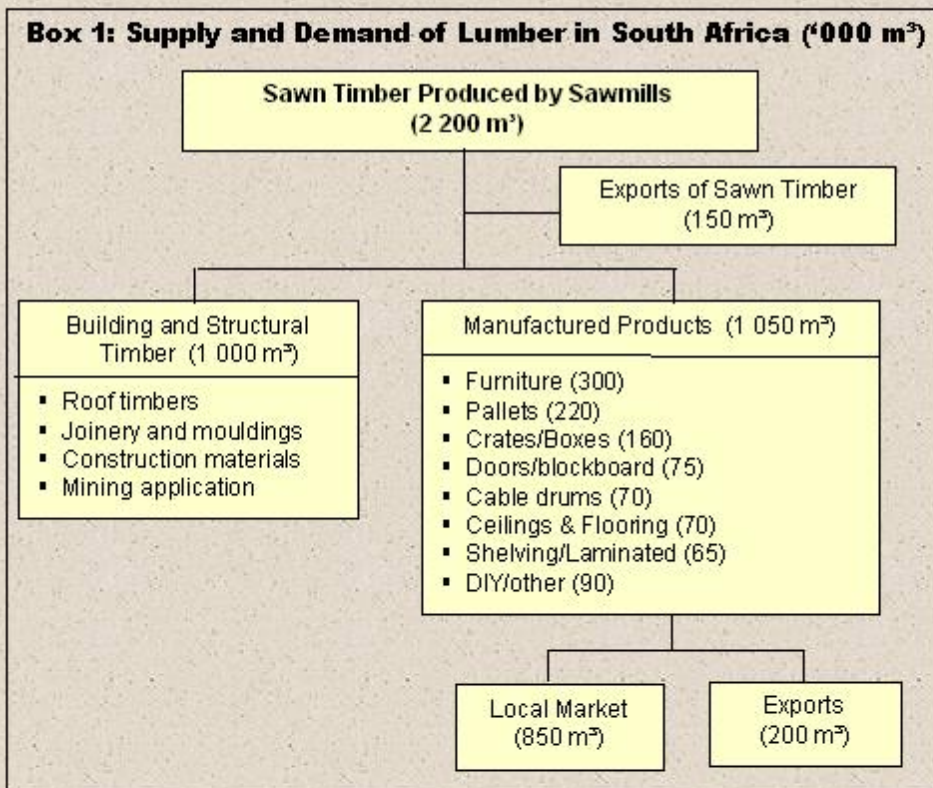 Box 1: Supply and Demand of Lumber in South Africa ('000 m³)
Sawn Timber Produced by Sawmills
(2 200 m³)
Exports of Sawn Timber
(150 m³)
Building and Structural
Timber (1 000 m³)
▪ Roof timbers
▪ Joinery and mouldings
▪ Construction materials
▪ Mining application
Manufactured Products (1 050 m³)
▪ Furniture (300)
▪ Pallets (220)
▪ Crates/Boxes (160)
▪ Doors/blockboard (75)
▪ Cable drums (70)
▪ Ceilings & Flooring (70)
▪ Shelving/Laminated (65)
▪ DIY/other (90)
Local Market
(850 m³)
Exports
(200 m³)